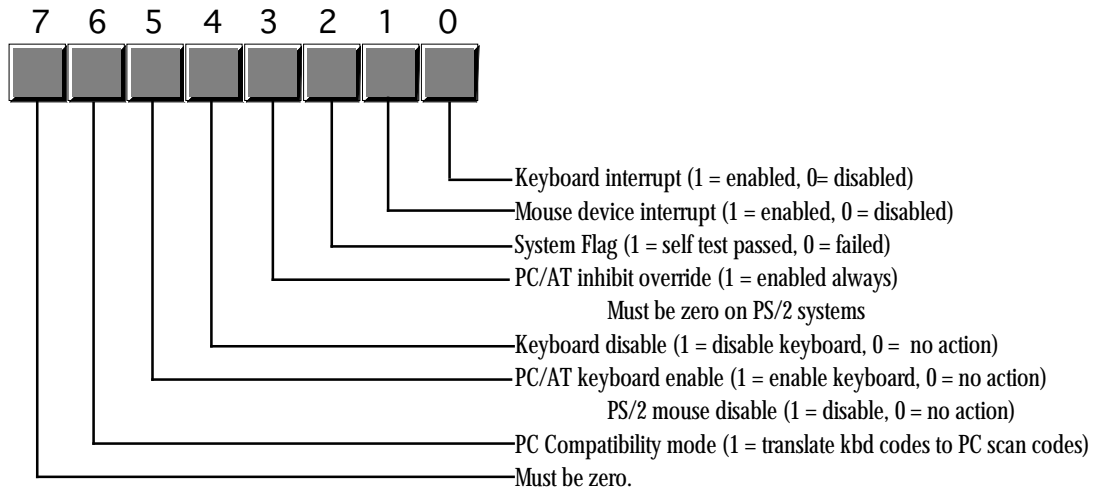 7 6 5 4 3 2 1 0
Keyboard interrupt (1 = enabled, 0= disabled)
Mouse device interrupt (1 = enabled, 0 = disabled)
System Flag (1 = self test passed, 0 = failed)
PC/AT inhibit override (1 = enabled always)
Must be zero on PS/2 systems
Keyboard disable (1 = disable keyboard, 0 = no action)
PC/AT keyboard enable (1 = enable keyboard, 0 = no action)
PS/2 mouse disable (1 = disable, 0 = no action)
PC Compatibility mode (1 = translate kbd codes to PC scan codes)
Must be zero.